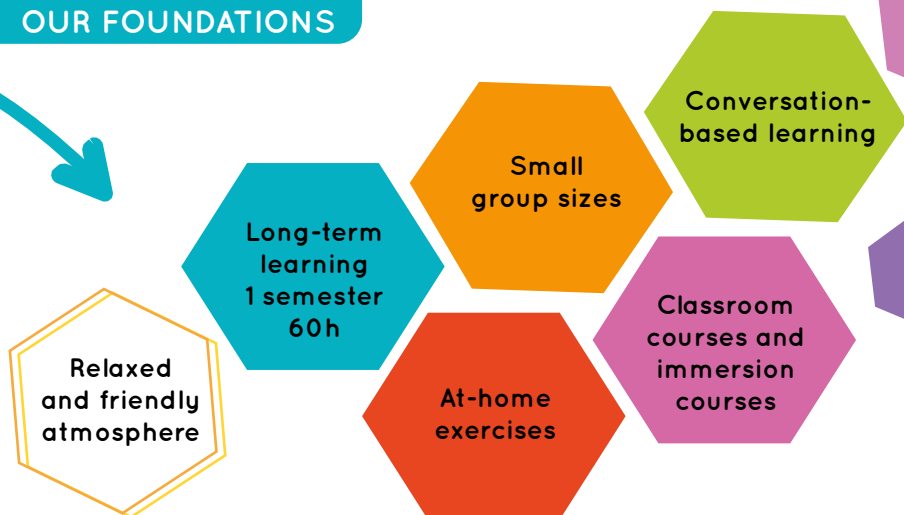 OUR FOUNDATIONS
Conversation-
based learning
Small
group sizes
Long-term
learning
1 semester
60h
Classroom
courses and
immersion
courses
Relaxed
and friendly
atmosphere
At-home
exercises